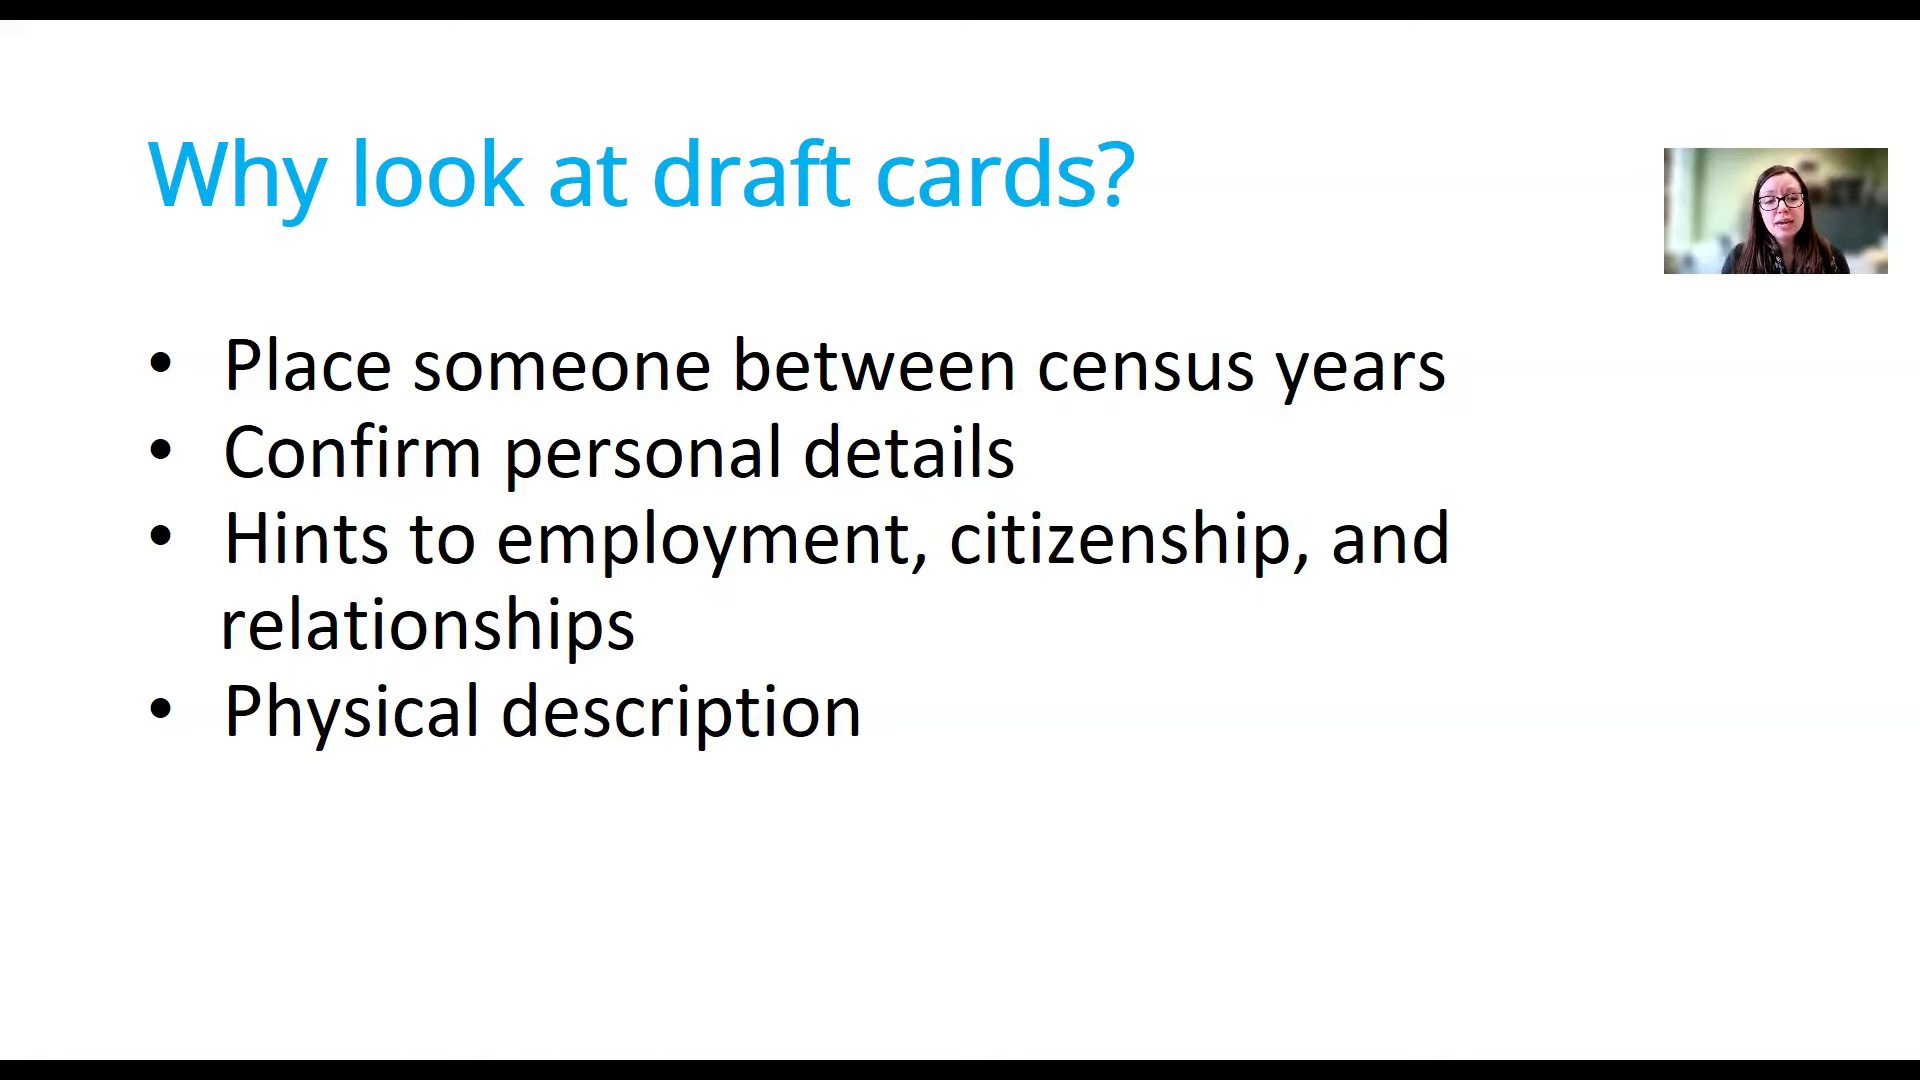 Why look at draft cards?
• Place someone between census years
• Confirm personal details
• Hints to employment, citizenship, and
relationships
• Physical description